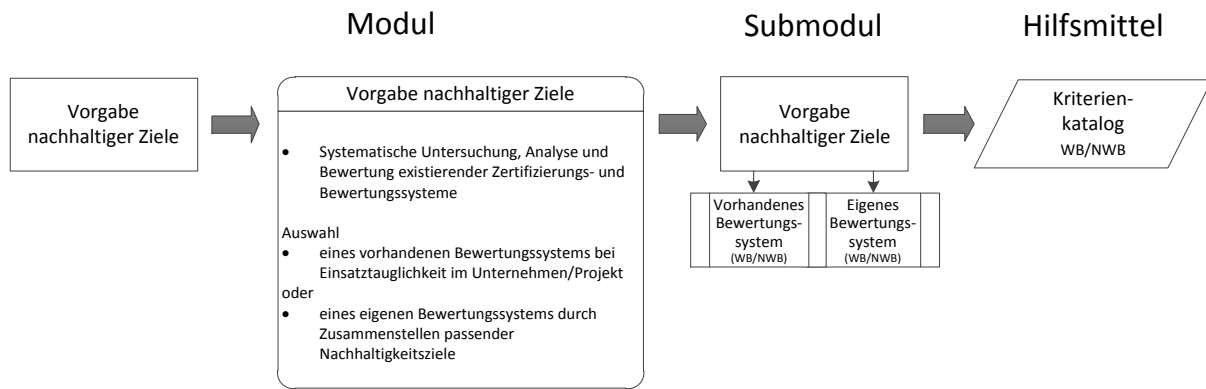 Modul
Submodul
Hilfsmittel
Vorgabe
nachhaltiger Ziele
Vorgabe nachhaltiger Ziele
• Systematische Untersuchung, Analyse und
Bewertung existierender Zertifizierungs- und
Bewertungssysteme
Auswahl
• eines vorhandenen Bewertungssystems bei
Einsatztauglichkeit im Unternehmen/Projekt
oder
• eines eigenen Bewertungssystems durch
Zusammenstellen passender
Nachhaltigkeitsziele
Vorgabe
nachhaltiger Ziele
Vorhandenes
Bewertungs-
system
(WB/NWB)
Eigenes
Bewertungs-
system
(WB/NWB)
Kriterien-
katalog
WB/NWB